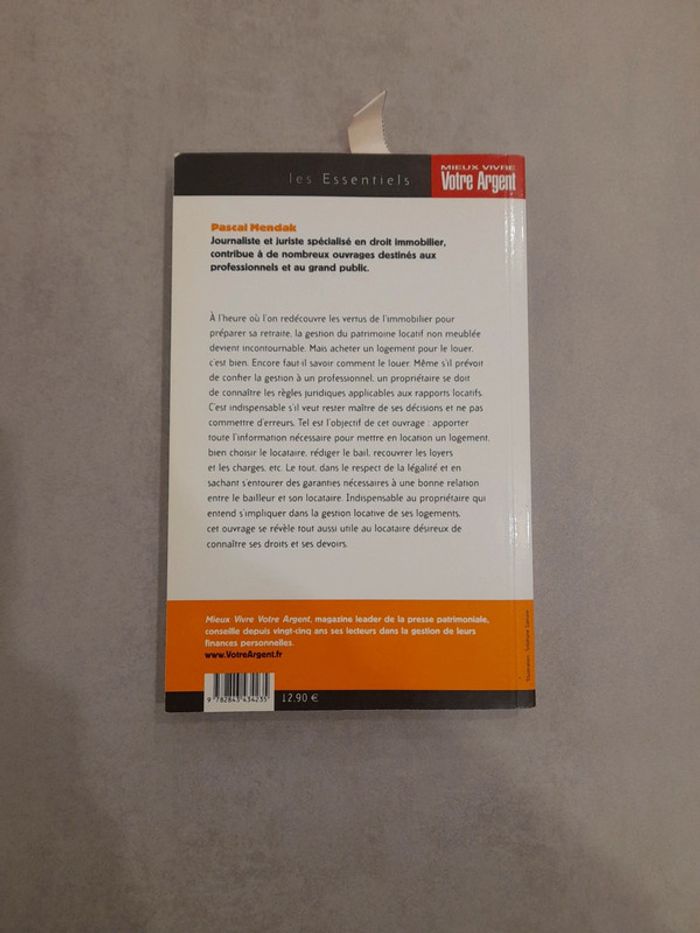 les Essentiels
MIEUX VIVRE
Votre Argent
Pascal Mendak
Journaliste et juriste spécialisé en droit immobilier,
contribue à de nombreux ouvrages destinés aux
professionnels et au grand public.
À l'heure où l'on redécouvre les vertus de l'immobilier pour
préparer sa retraite, la gestion du patrimoine locatif non meublée
devient incontournable. Mais acheter un logement pour le louer,
c'est bien. Encore faut-il savoir comment le louer. Même s'il prévoit
de confier la gestion à un professionnel, un propriétaire se doit
de connaître les règles juridiques applicables aux rapports locatifs.
C'est indispensable s'il veut rester maître de ses décisions et ne pas
commettre d'erreurs. Tel est l'objectif de cet ouvrage : apporter
toute l'information nécessaire pour mettre en location un logement,
bien choisir le locataire, rédiger le bail, recouvrer les loyers
et les charges, etc. Le tout, dans le respect de la légalité et en
sachant s'entourer des garanties nécessaires à une bonne relation
entre le bailleur et son locataire. Indispensable au propriétaire qui
entend s'impliquer dans la gestion locative de ses logements,
cet ouvrage se révèle tout aussi utile au locataire désireux de
connaître ses droits et ses devoirs.
Mieux Vivre Votre Argent, magazine leader de la presse patrimoniale,
conseille depuis vingt-cinq ans ses lecteurs dans la gestion de leurs
finances personnelles.
www.VotreArgent.fr
9 782843 434235
12,90 €